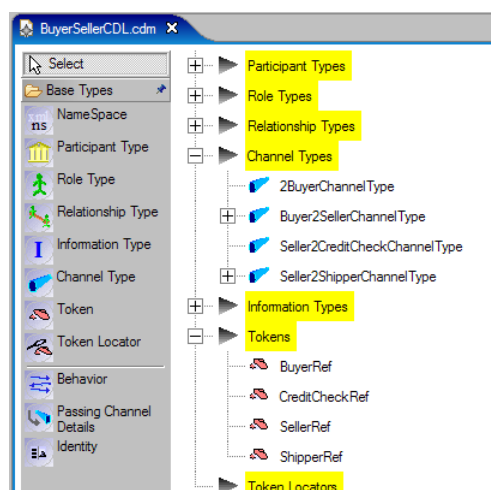 BuyerSellerCDL.cdm
Select
Base Types
xml
ns
NameSpace
Participant Type
Role Type
Relationship Type
I
Information Type
Channel Type
Token
Token Locator
Behavior
Passing Channel
Details
Identity
Participant Types
Role Types
Relationship Types
Channel Types
2BuyerChannelType
Buyer2SellerChannelType
Seller2CreditCheckChannelType
Seller2ShipperChannelType
Information Types
Tokens
BuyerRef
CreditCheckRef
SellerRef
ShipperRef
Token Locators